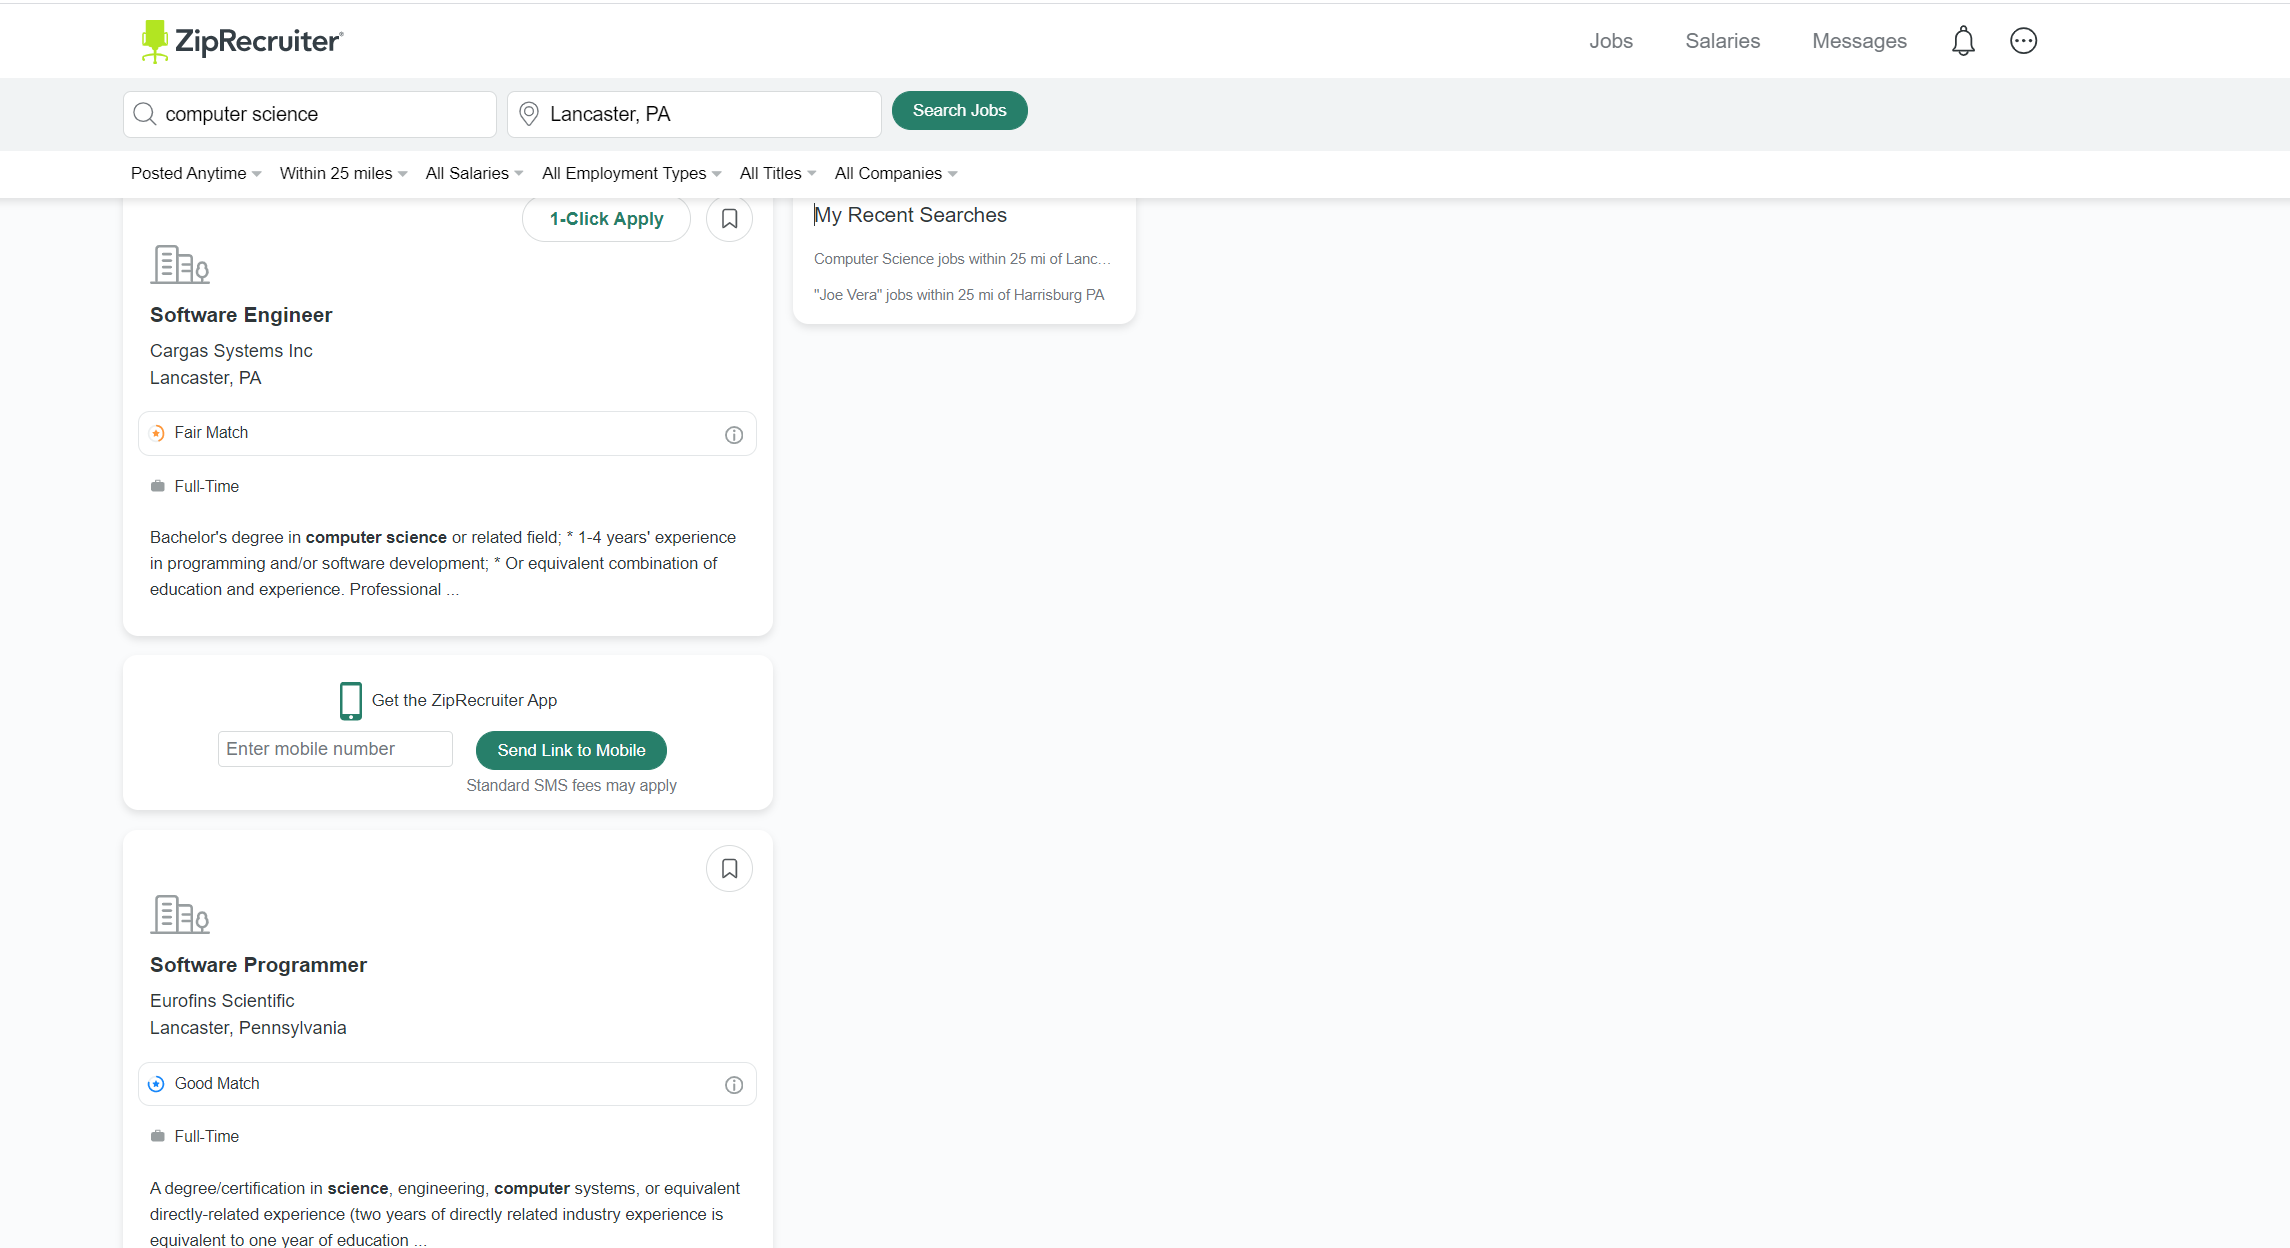 ZipRecruiter
Jobs
Salaries
Messages
computer science
Lancaster, PA
Search Jobs
Posted Anytime
Within 25 miles
All Salaries
All Employment Types
All Titles
All Companies
1-Click Apply
Software Engineer
Cargas Systems Inc
Lancaster, PA
Fair Match
Full-Time
Bachelor's degree in computer science or related field; * 1-4 years' experience
in programming and/or software development; * Or equivalent combination of
education and experience. Professional ...
My Recent Searches
Computer Science jobs within 25 mi of Lanc...
"Joe Vera" jobs within 25 mi of Harrisburg PA
Get the ZipRecruiter App
Enter mobile number
Send Link to Mobile
Standard SMS fees may apply
Software Programmer
Eurofins Scientific
Lancaster, Pennsylvania
Good Match
Full-Time
A degree/certification in science, engineering, computer systems, or equivalent
directly-related experience (two years of directly related industry experience is
equivalent to one year of education ...